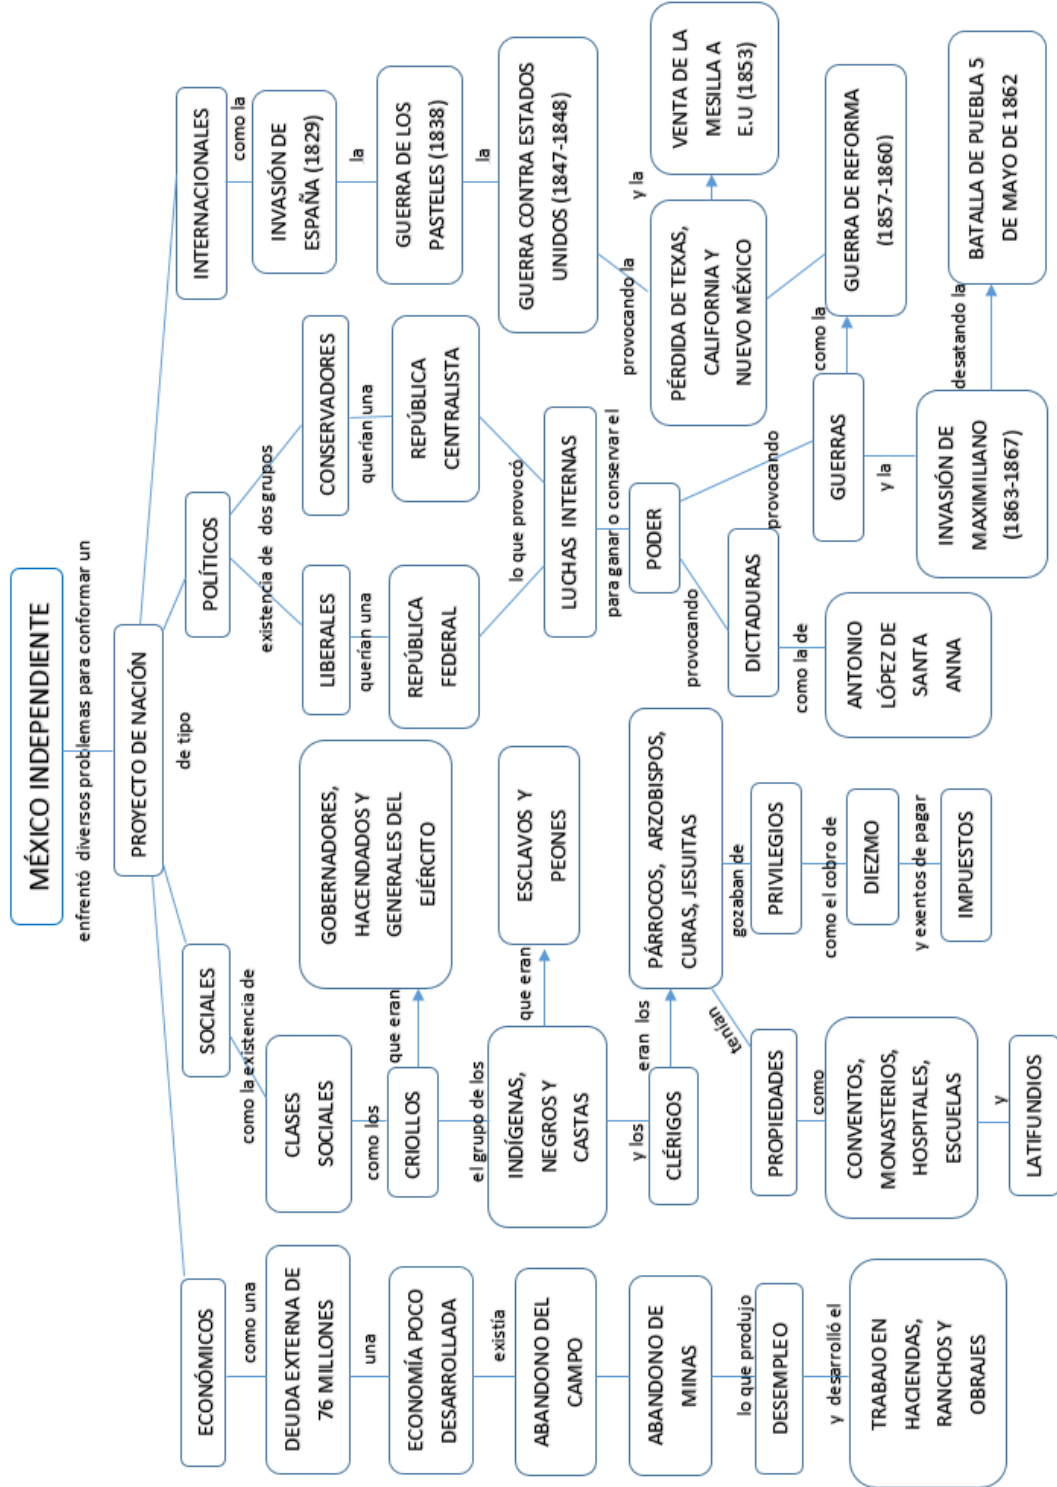 MÉXICO INDEPENDIENTE
enfrentó diversos problemas para conformar un
PROYECTO DE NACIÓN
de tipo
ECONÓMICOS
como una
DEUDA EXTERNA DE
76 MILLONES
una
ECONOMÍA POCO
DESARROLLADA
existía
ABANDONO DEL
CAMPO
ABANDONO DE
MINAS
lo que produjo
DESEMPLEO
y desarrolló el
TRABAJO EN
HACIENDAS,
RANCHOS Y
OBRAJES
SOCIALES
como la existencia de
CLASES
SOCIALES
como los
CRIOLLOS
que eran
GOBERNADORES,
HACENDADOS Y
GENERALES DEL
EJÉRCITO
el grupo de los
INDÍGENAS,
NEGROS Y
CASTAS
que eran
ESCLAVOS Y
PEONES
y los
CLÉRIGOS
eran los
PÁRROCOS, ARZOBISPOS,
CURAS, JESUITAS
tenían
PROPIEDADES
como
CONVENTOS,
MONASTERIOS,
HOSPITALES,
ESCUELAS
y
LATIFUNDIOS
gozaban de
PRIVILEGIOS
como el cobro de
DIEZMO
y exentos de pagar
IMPUESTOS
POLÍTICOS
existencia de dos grupos
LIBERALES
querían una
REPÚBLICA
FEDERAL
CONSERVADORES
querían una
REPÚBLICA
CENTRALISTA
lo que provocó
LUCHAS INTERNAS
para ganar o conservar el
PODER
provocando
DICTADURAS
como la de
ANTONIO
LÓPEZ DE
SANTA
ANNA
provocando
GUERRAS
como la
GUERRA DE REFORMA
(1857-1860)
y la
INVASIÓN DE
MAXIMILIANO
(1863-1867)
desatando la
BATALLA DE PUEBLA 5
DE MAYO DE 1862
INTERNACIONALES
como la
INVASIÓN DE
ESPAÑA (1829)
la
GUERRA DE LOS
PASTELES (1838)
la
GUERRA CONTRA ESTADOS
UNIDOS (1847-1848)
provocando la
PÉRDIDA DE TEXAS,
CALIFORNIA Y
NUEVO MÉXICO
y la
VENTA DE LA
MESILLA A
E.U (1853)